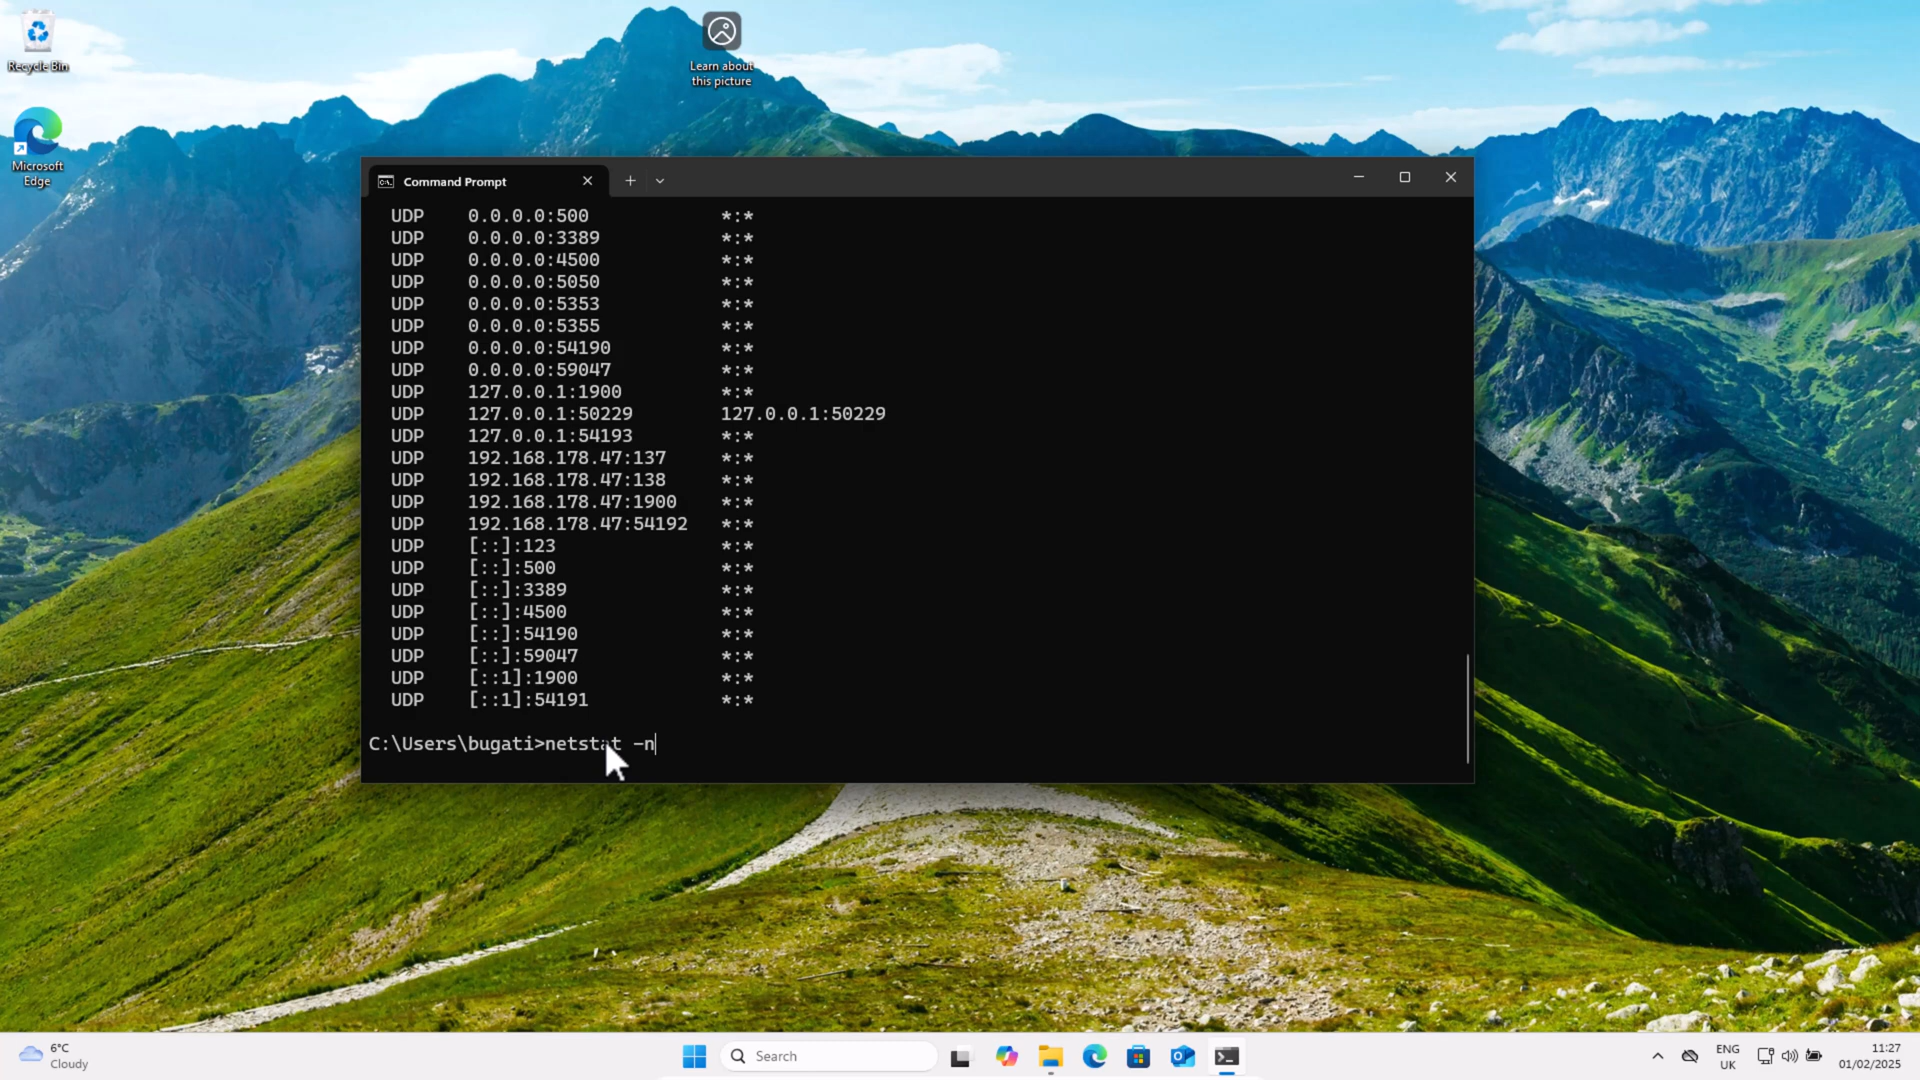 Recycle Bin
Learn about
this picture
Microsoft
Edge
Command Prompt
UDP 0.0.0.0:500 *:*
UDP 0.0.0.0:3389 *:*
UDP 0.0.0.0:4500 *:*
UDP 0.0.0.0:5050 *:*
UDP 0.0.0.0:5353 *:*
UDP 0.0.0.0:5355 *:*
UDP 0.0.0.0:54190 *:*
UDP 0.0.0.0:59047 *:*
UDP 127.0.0.1:1900 *:*
UDP 127.0.0.1:50229 127.0.0.1:50229
UDP 127.0.0.1:54193 *:*
UDP 192.168.178.47:137 *:*
UDP 192.168.178.47:138 *:*
UDP 192.168.178.47:1900 *:*
UDP 192.168.178.47:54192 *:*
UDP [::]:123 *:*
UDP [::]:500 *:*
UDP [::]:3389 *:*
UDP [::]:4500 *:*
UDP [::]:54190 *:*
UDP [::]:59047 *:*
UDP [::1]:1900 *:*
UDP [::1]:54191 *:*
C:\Users\bugati>netstat -n
6°C
Cloudy
Search
ENG
UK
11:27
01/02/2025